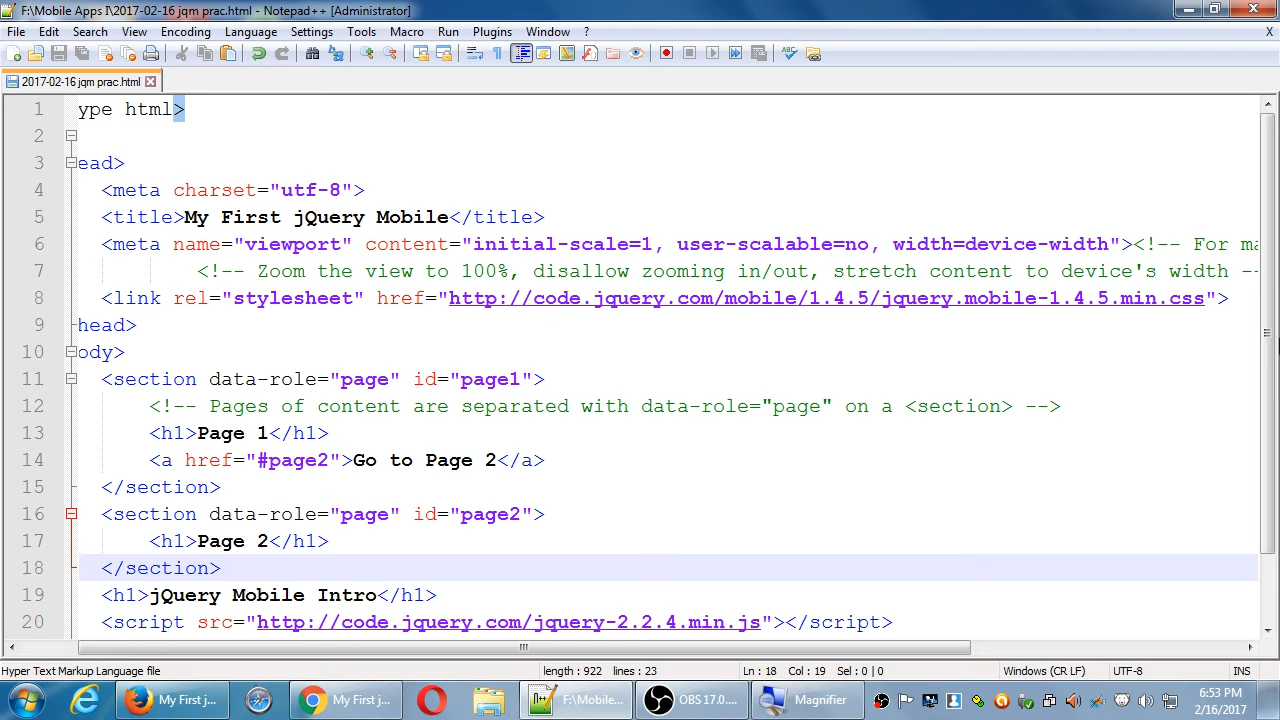 F:\Mobile Apps I\2017-02-16 jqm prac.html - Notepad++ [Administrator]
File Edit Search View Encoding Language Settings Tools Macro Run Plugins Window ? X
2017-02-16 jqm prac.html
1 ype html>
2
3 ead>
4 <meta charset="utf-8">
5 <title>My First jQuery Mobile</title>
6 <meta name="viewport" content="initial-scale=1, user-scalable=no, width=device-width"><!-- For ma
7 <!-- Zoom the view to 100%, disallow zooming in/out, stretch content to device's width --
8 <link rel="stylesheet" href="http://code.jquery.com/mobile/1.4.5/jquery.mobile-1.4.5.min.css">
9 head>
10 ody>
11 <section data-role="page" id="page1">
12 <!-- Pages of content are separated with data-role="page" on a <section> -->
13 <h1>Page 1</h1>
14 <a href="#page2">Go to Page 2</a>
15 </section>
16 <section data-role="page" id="page2">
17 <h1>Page 2</h1>
18 </section>
19 <h1>jQuery Mobile Intro</h1>
20 <script src="http://code.jquery.com/jquery-2.2.4.min.js"></script>
Hyper Text Markup Language file length : 922 lines : 23 Ln : 18 Col : 19 Sel : 0 | 0 Windows (CR LF) UTF-8 INS
My First j... My First j... F:\Mobile... OBS 17.0.... Magnifier 6:53 PM
2/16/2017